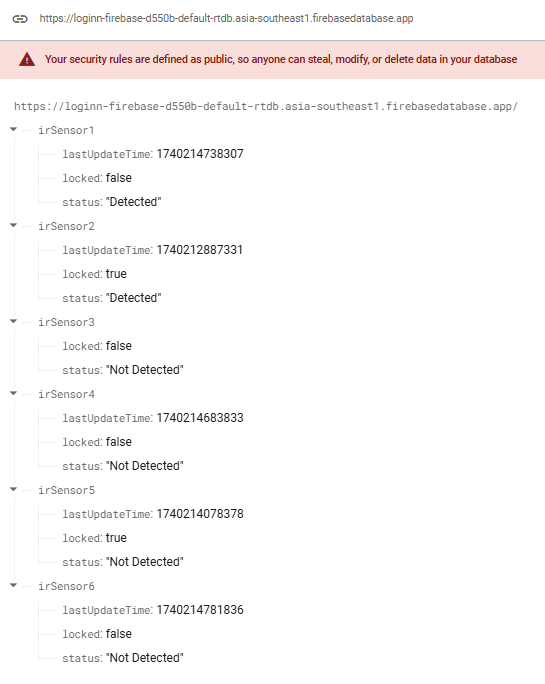 https://loginn-firebase-d550b-default-rtdb.asia-southeast1.firebasedatabase.app
Your security rules are defined as public, so anyone can steal, modify, or delete data in your database
https://loginn-firebase-d550b-default-rtdb.asia-southeast1.firebasedatabase.app/
irSensor1
lastUpdateTime: 1740214738307
locked: false
status: "Detected"
irSensor2
lastUpdateTime: 1740212887331
locked: true
status: "Detected"
irSensor3
locked: false
status: "Not Detected"
irSensor4
lastUpdateTime: 1740214683833
locked: false
status: "Not Detected"
irSensor5
lastUpdateTime: 1740214078378
locked: true
status: "Not Detected"
irSensor6
lastUpdateTime: 1740214781836
locked: false
status: "Not Detected"